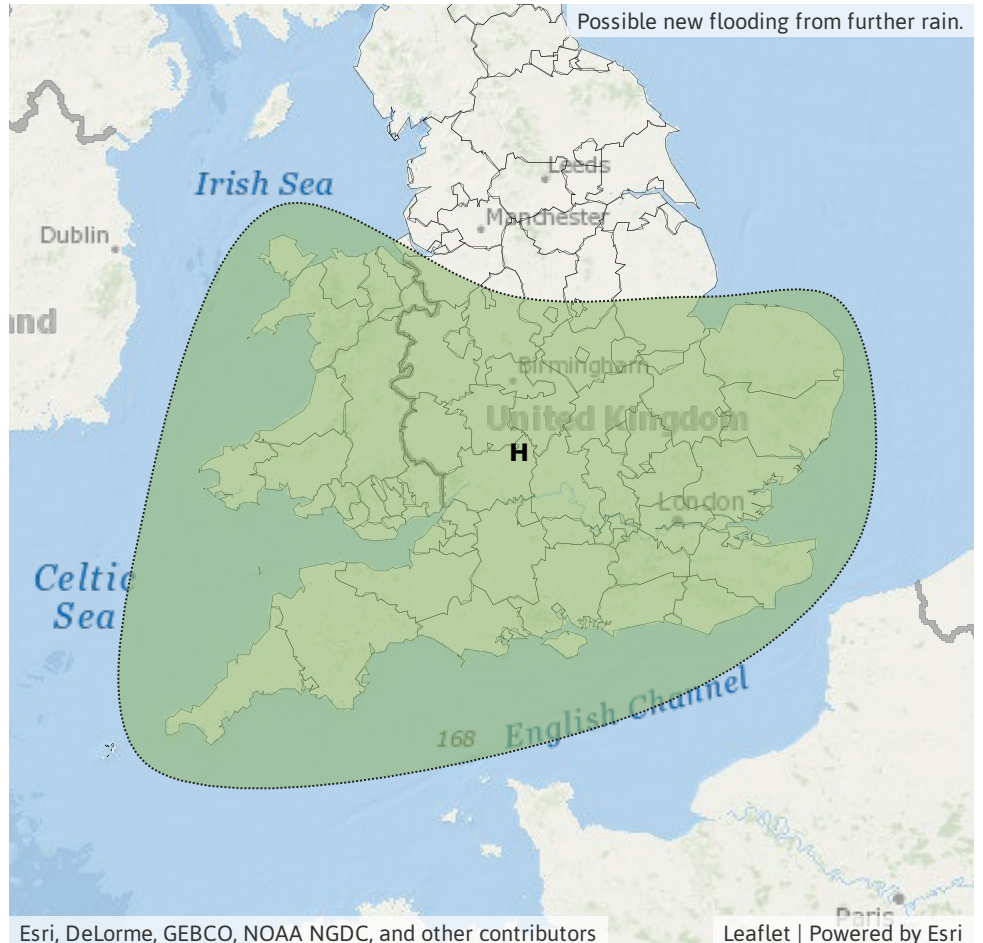 Possible new flooding from further rain.
Leeds
Irish Sea
Manchester
Dublin
nd
Birmingham
United Kingdom
H
London
Celtic
Sea
English Channel
168
Paris
Esri, DeLorme, GEBCO, NOAA NGDC, and other contributors
Leaflet | Powered by Esri